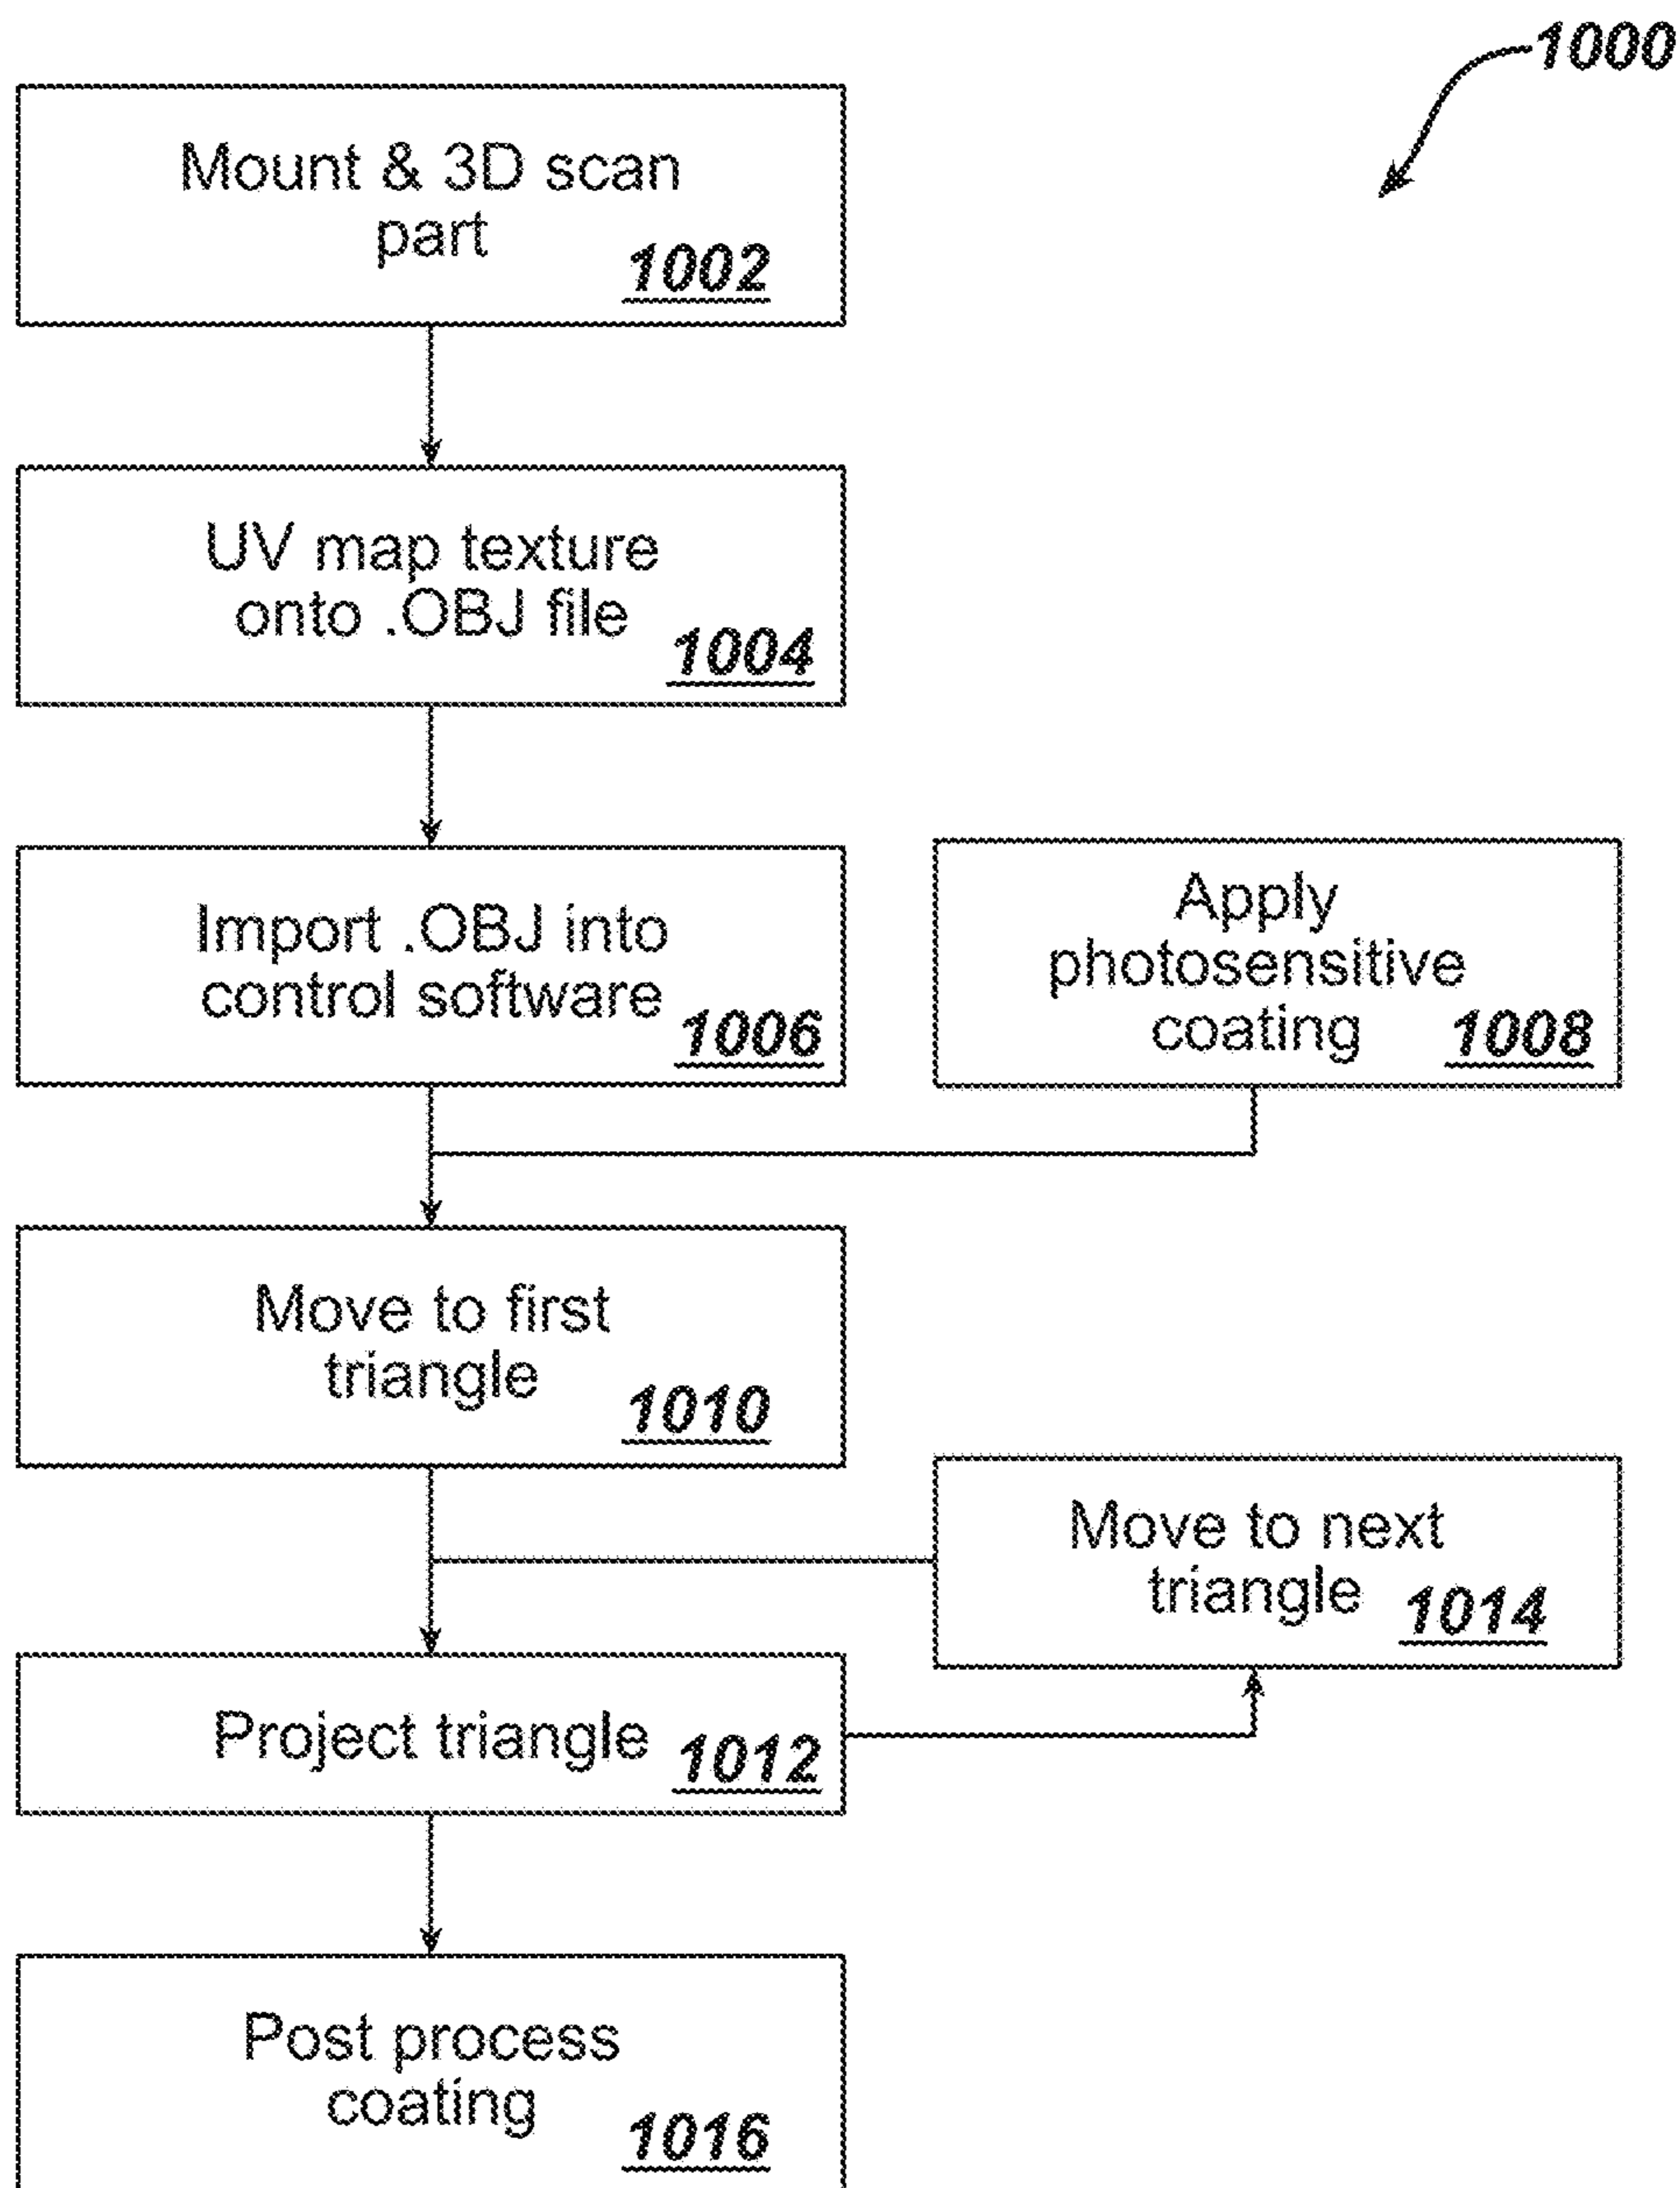 1000
Mount & 3D scan
part
1002
UV map texture
onto .OBJ file
1004
Import .OBJ into
control software
1006
Apply
photosensitive
coating
1008
Move to first
triangle
1010
Move to next
triangle
1014
Project triangle
1012
Post process
coating
1016